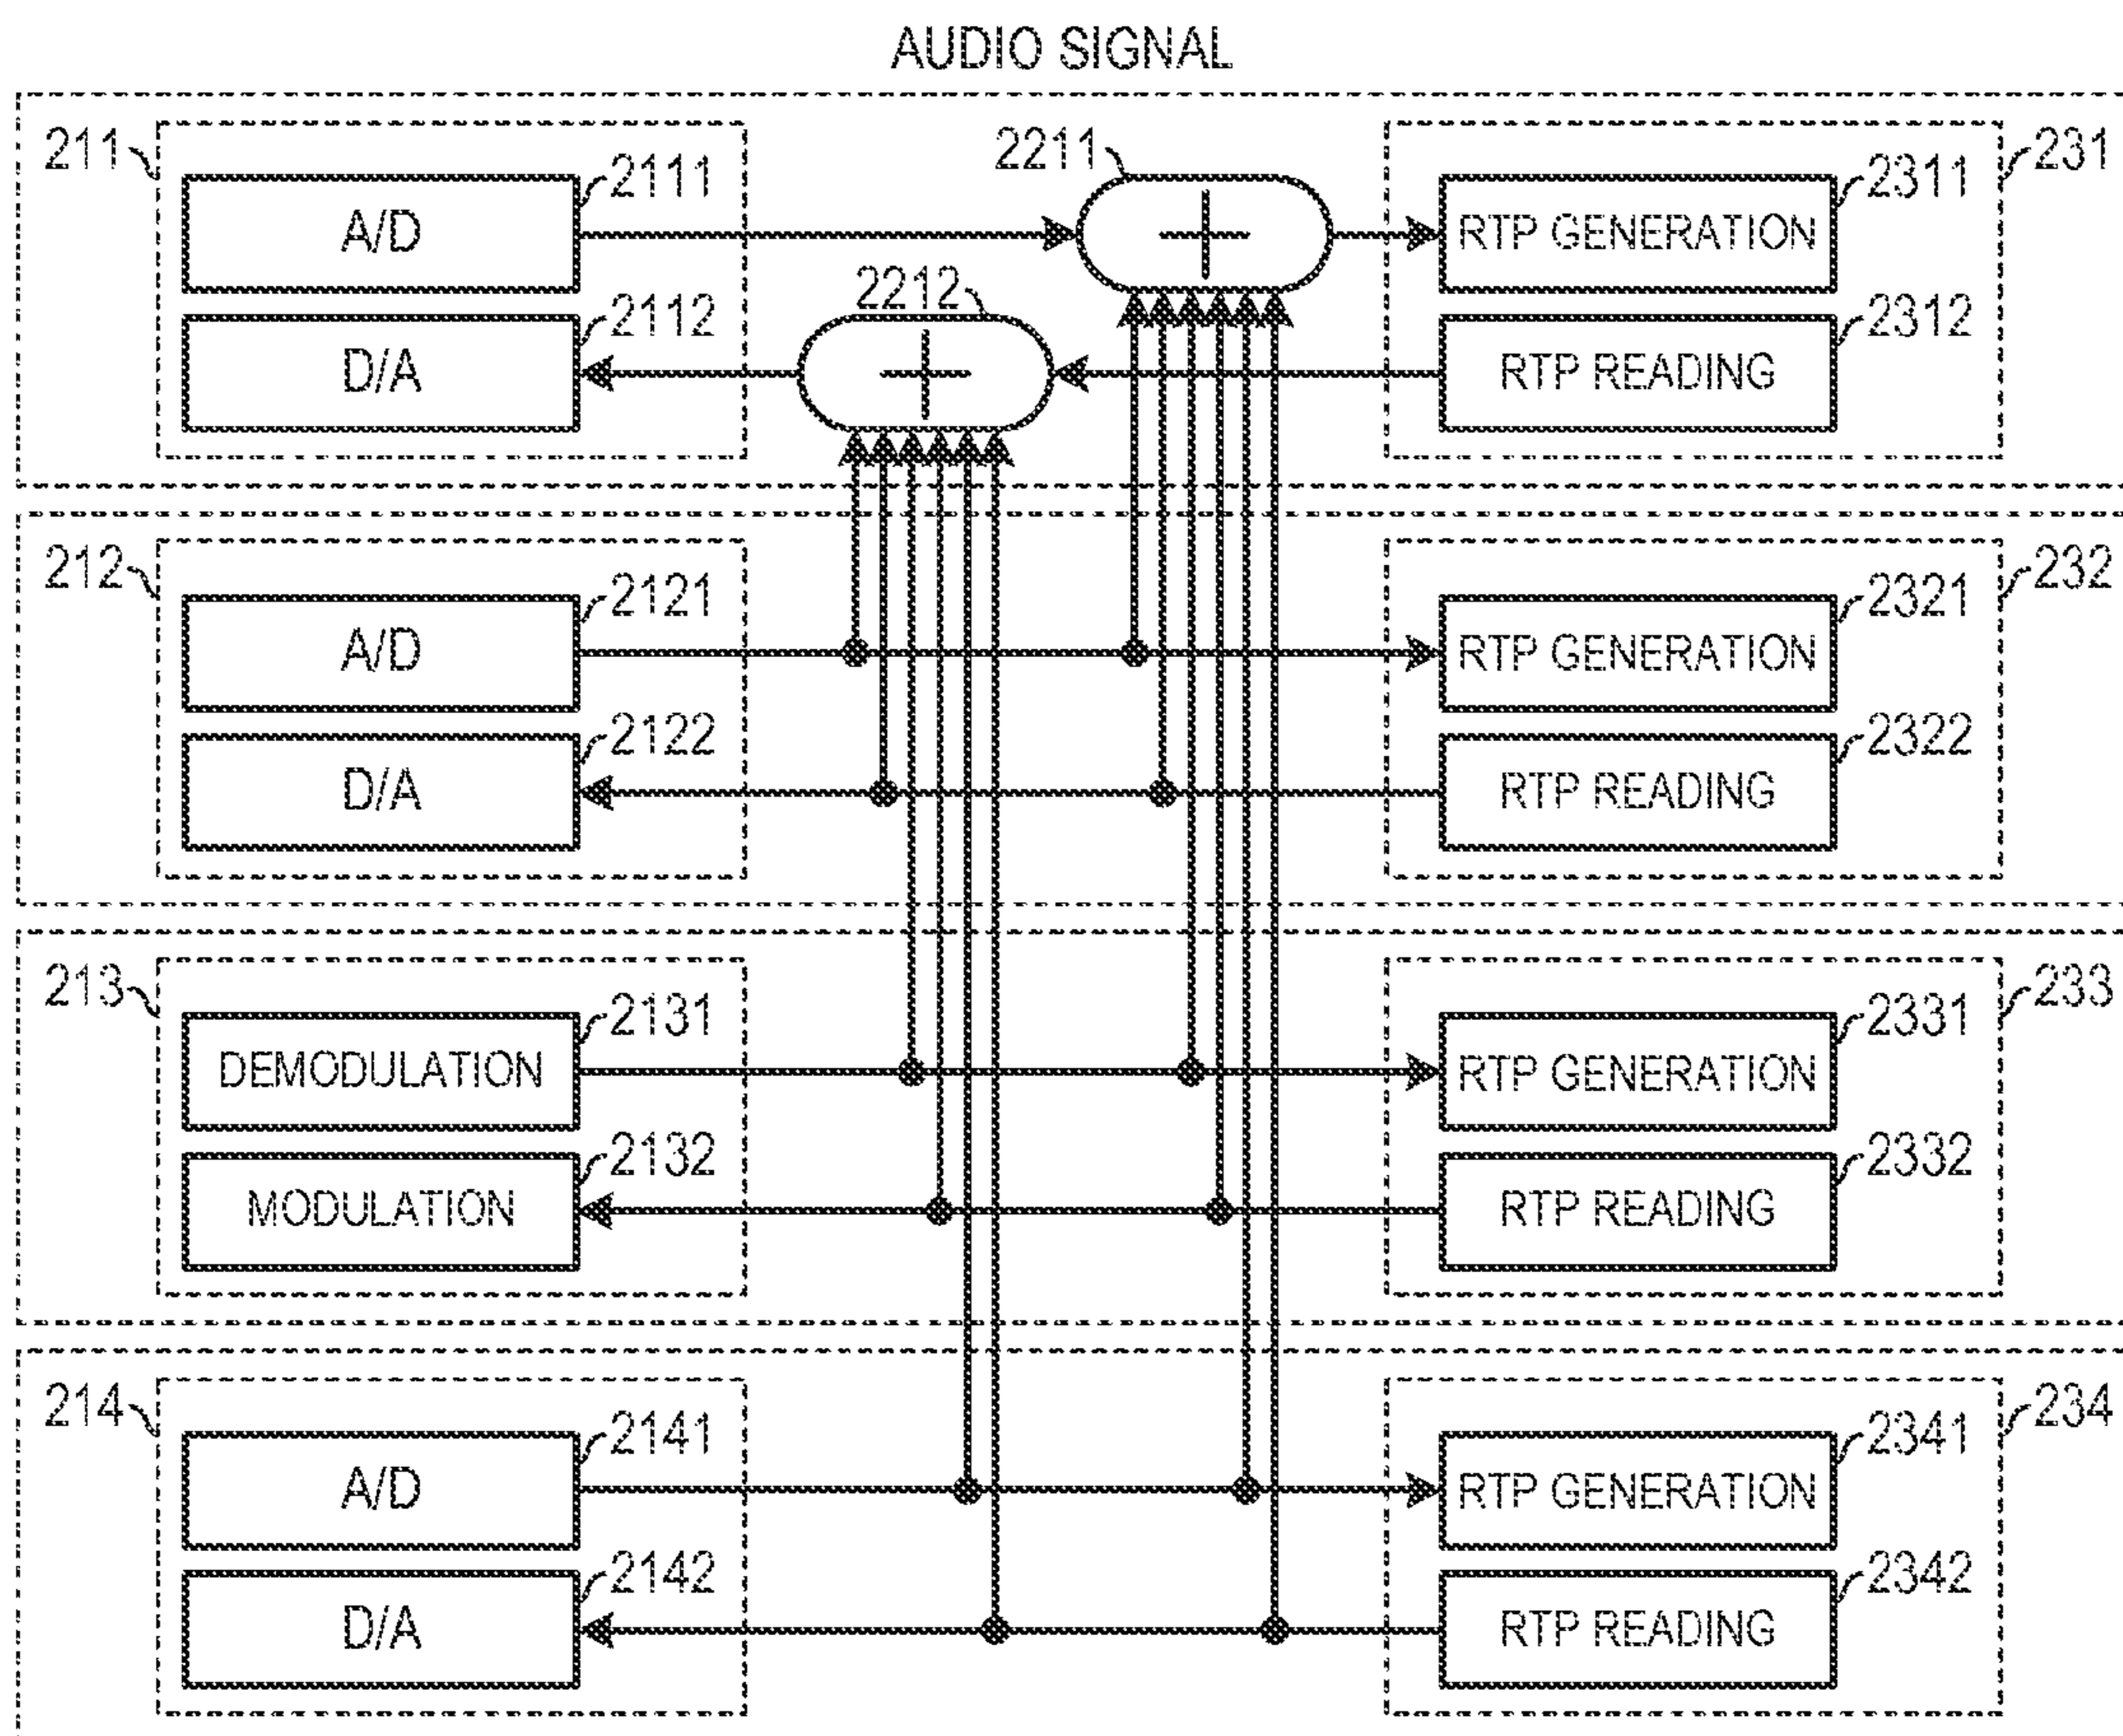 AUDIO SIGNAL
211
2111
A/D
2112
D/A
2211
+
2212
+
231
2311
RTP GENERATION
2312
RTP READING
212
2121
A/D
2122
D/A
232
2321
RTP GENERATION
2322
RTP READING
213
2131
DEMODULATION
2132
MODULATION
233
2331
RTP GENERATION
2332
RTP READING
214
2141
A/D
2142
D/A
234
2341
RTP GENERATION
2342
RTP READING